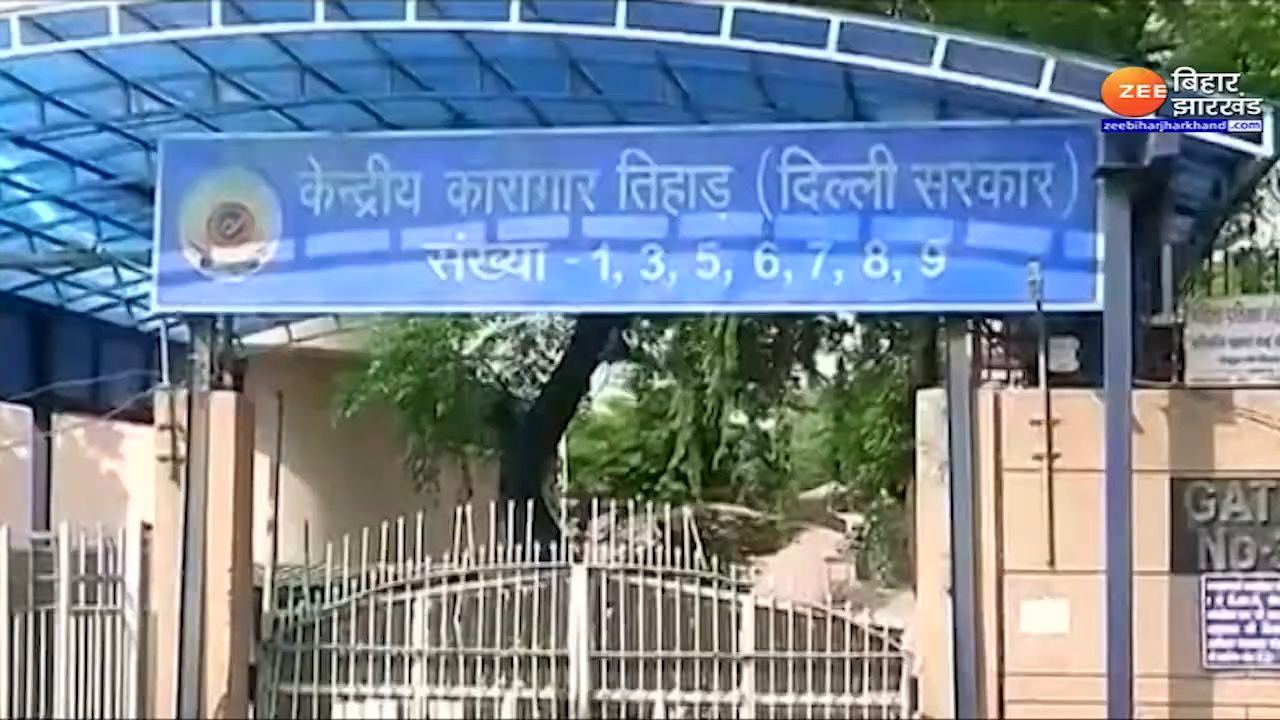 ZEE बिहार
झारखंड
zeebiharjharkhand.com
केन्द्रीय कारागार तिहाड़ (दिल्ली सरकार)
संख्या - 1, 3, 5, 6, 7, 8, 9
GAT
NO: